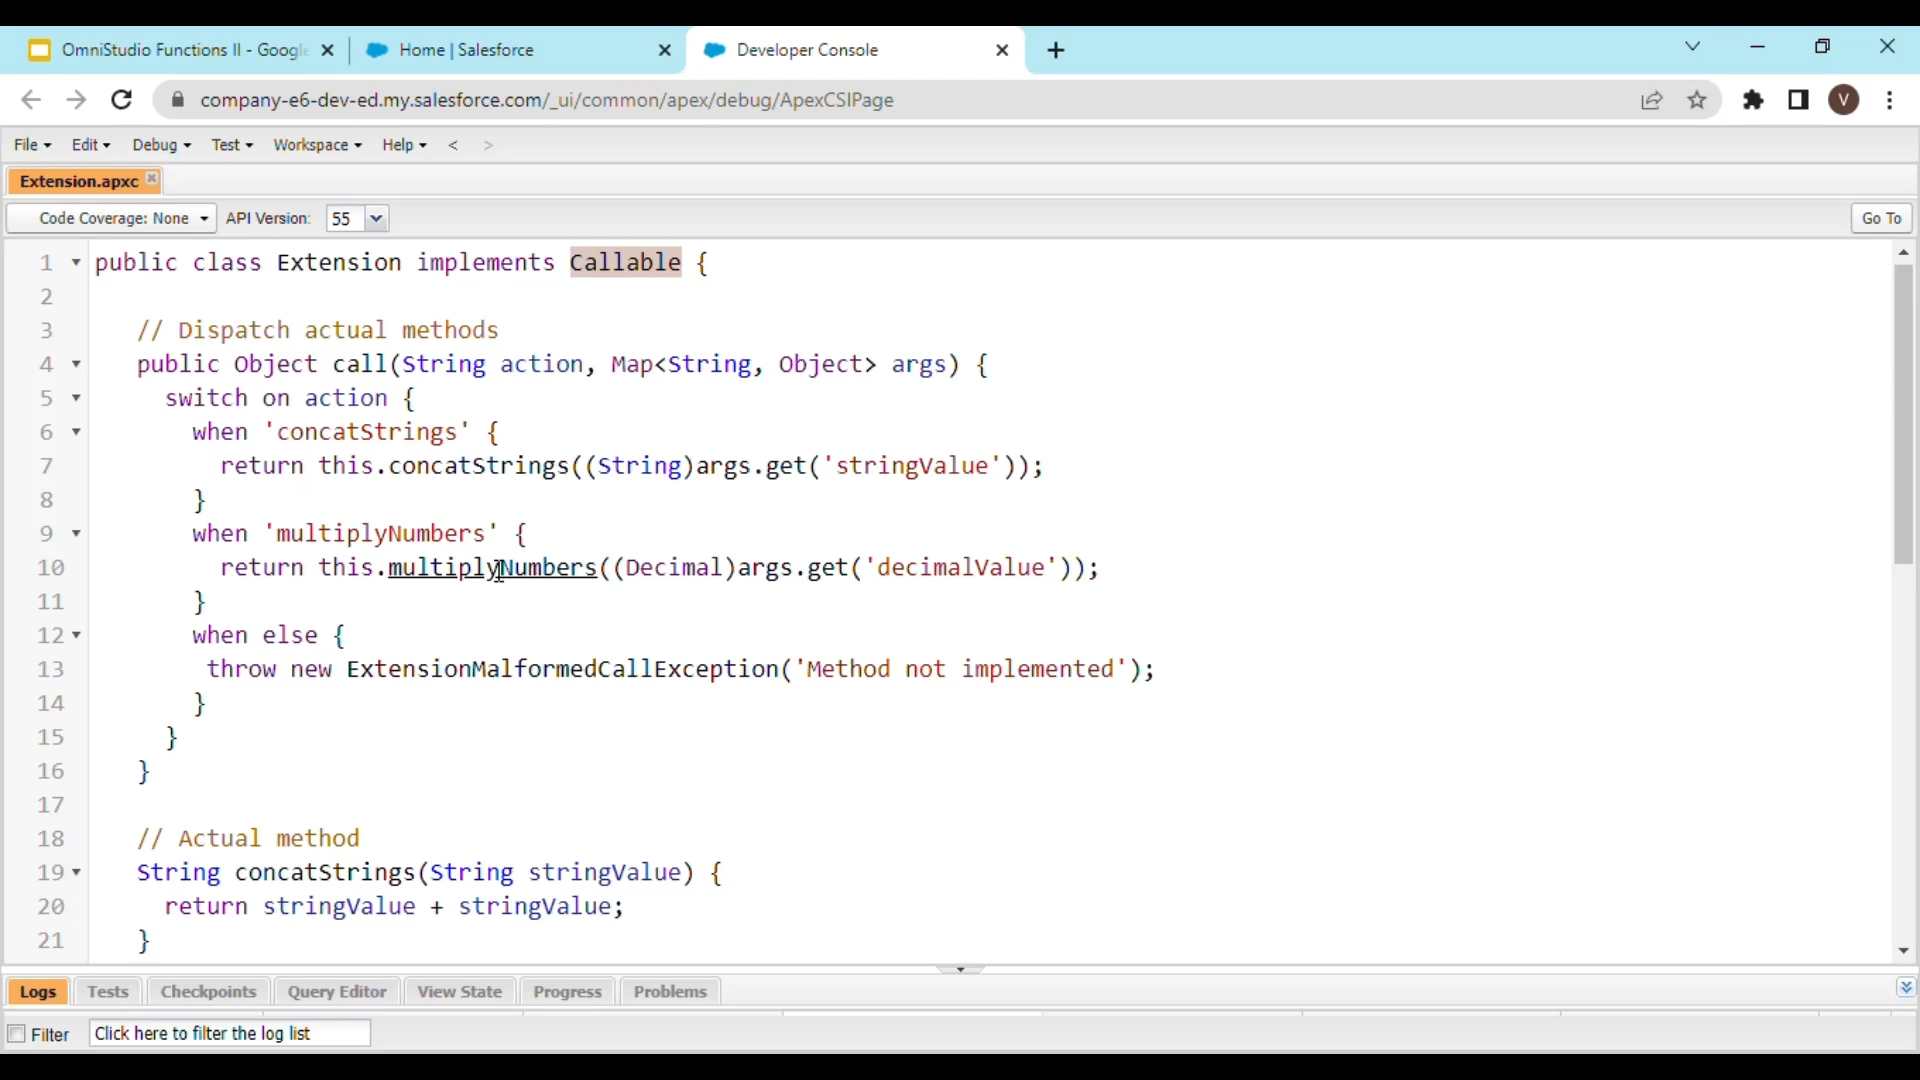 OmniStudio Functions II - Googl
Home | Salesforce
Developer Console
company-e6-dev-ed.my.salesforce.com/_ui/common/apex/debug/ApexCSIPage
V
File Edit Debug Test Workspace Help < >
Extension.apxc
Code Coverage: None API Version: 55 Go To
1 public class Extension implements Callable {
2
3 // Dispatch actual methods
4 public Object call(String action, Map<String, Object> args) {
5 switch on action {
6 when 'concatStrings' {
7 return this.concatStrings((String)args.get('stringValue'));
8 }
9 when 'multiplyNumbers' {
10 return this.multiplyNumbers((Decimal)args.get('decimalValue'));
11 }
12 when else {
13 throw new ExtensionMalformedCallException('Method not implemented');
14 }
15 }
16 }
17
18 // Actual method
19 String concatStrings(String stringValue) {
20 return stringValue + stringValue;
21 }
Logs Tests Checkpoints Query Editor View State Progress Problems
Filter Click here to filter the log list